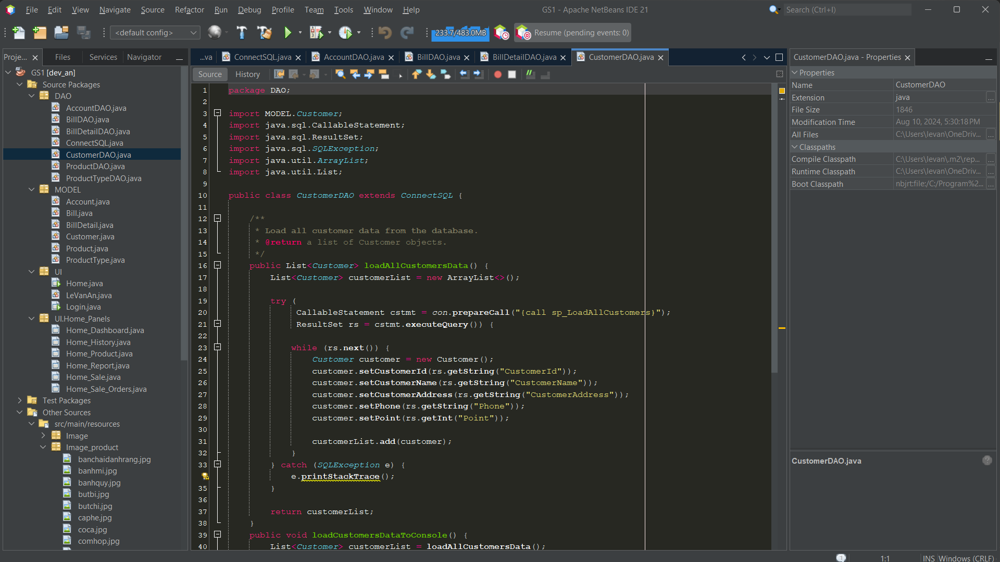 File Edit View Navigate Source Refactor Run Debug Profile Team Tools Window Help
GS1 - Apache NetBeans IDE 21
Search (Ctrl+I)
<default config>
233.7/483.0MB
Resume (pending events: 0)
Proje...
Files
Services
Navigator
GS1 [dev_an]
Source Packages
DAO
AccountDAO.java
BillDAO.java
BillDetailDAO.java
ConnectSQL.java
CustomerDAO.java
ProductDAO.java
ProductTypeDAO.java
MODEL
Account.java
Bill.java
BillDetail.java
Customer.java
Product.java
ProductType.java
UI
Home.java
LeVanAn.java
Login.java
UI.Home_Panels
Home_Dashboard.java
Home_History.java
Home_Product.java
Home_Report.java
Home_Sale.java
Home_Sale_Orders.java
Test Packages
Other Sources
src/main/resources
Image
Image_product
banchaidanhrang.jpg
banhmi.jpg
banhquy.jpg
butbi.jpg
butchi.jpg
caphe.jpg
coca.jpg
comhop.jpg
...va ConnectSQL.java AccountDAO.java BillDAO.java BillDetailDAO.java CustomerDAO.java
Source History
1 package DAO;
2
3 import MODEL.Customer;
4 import java.sql.CallableStatement;
5 import java.sql.ResultSet;
6 import java.sql.SQLException;
7 import java.util.ArrayList;
8 import java.util.List;
9
10 public class CustomerDAO extends ConnectSQL {
11
12 /**
13 * Load all customer data from the database.
14 * @return a list of Customer objects.
15 */
16 public List<Customer> loadAllCustomersData() {
17 List<Customer> customerList = new ArrayList<>();
18
19 try (
20 CallableStatement cstmt = con.prepareCall("{call sp_LoadAllCustomers}");
21 ResultSet rs = cstmt.executeQuery()) {
22
23 while (rs.next()) {
24 Customer customer = new Customer();
25 customer.setCustomerId(rs.getString("CustomerId"));
26 customer.setCustomerName(rs.getString("CustomerName"));
27 customer.setCustomerAddress(rs.getString("CustomerAddress"));
28 customer.setPhone(rs.getString("Phone"));
29 customer.setPoint(rs.getInt("Point"));
30
31 customerList.add(customer);
32 }
33 } catch (SQLException e) {
e.printStackTrace();
35 }
36
37 return customerList;
38 }
39 public void loadCustomersDataToConsole() {
40 List<Customer> customerList = loadAllCustomersData();
CustomerDAO.java - Properties
Properties
Name CustomerDAO
Extension java ...
File Size 1846
Modification Time Aug 10, 2024, 5:30:18 PM
All Files C:\Users\levan\OneDriv... ...
Classpaths
Compile Classpath C:\Users\levan\.m2\rep... ...
Runtime Classpath C:\Users\levan\OneDriv... ...
Boot Classpath nbjrt:file:/C:/Program%2... ...
CustomerDAO.java
1
1:1
INS
Windows (CRLF)